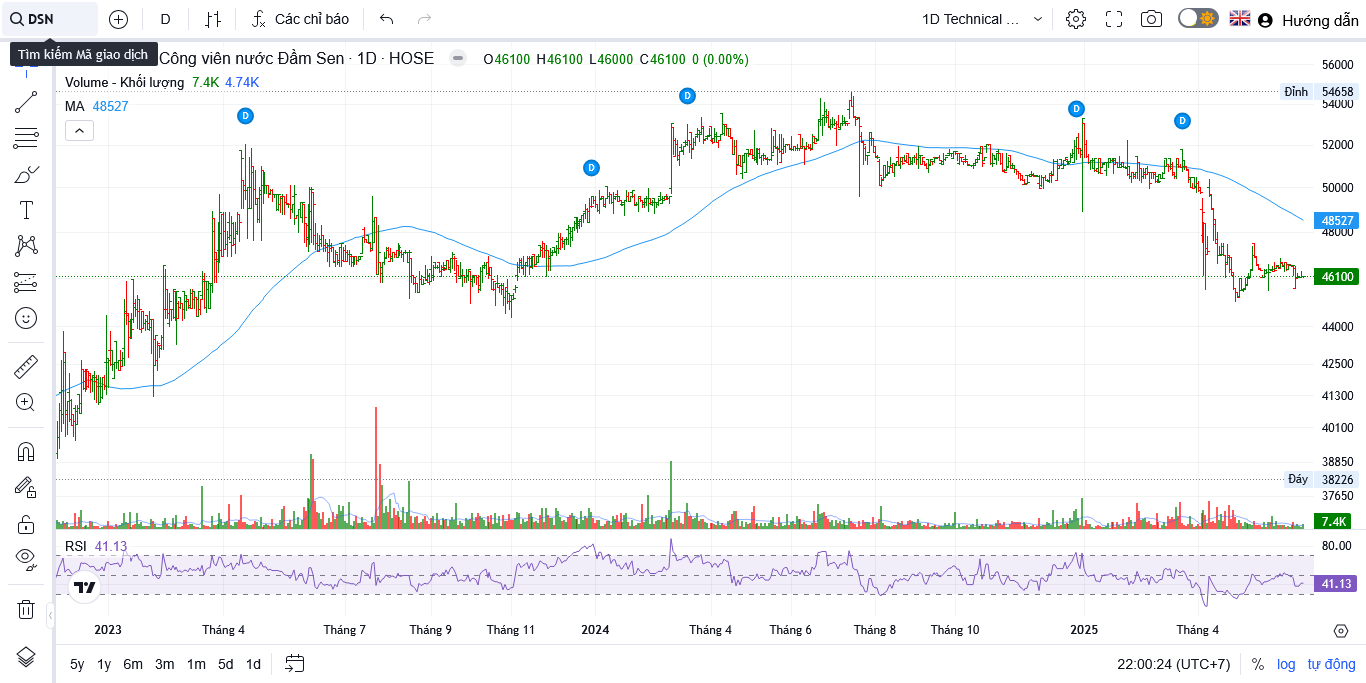 DSN
D
Các chỉ báo
1D Technical ...
Hướng dẫn
Tìm kiếm Mã giao dịch
Công viên nước Đầm Sen · 1D · HOSE
O46100 H46100 L46000 C46100 0 (0.00%)
Volume - Khối lượng 7.4K 4.74K
MA 48527
D
D
D
D
D
56000
Đỉnh 54658
54000
52000
50000
48527
48000
46100
44000
42500
41300
40100
38850
Đáy 38226
37650
7.4K
RSI 41.13
80.00
41.13
2023 Tháng 4 Tháng 7 Tháng 9 Tháng 11 2024 Tháng 4 Tháng 6 Tháng 8 Tháng 10 2025 Tháng 4
5y 1y 6m 3m 1m 5d 1d
22:00:24 (UTC+7) % log tự động